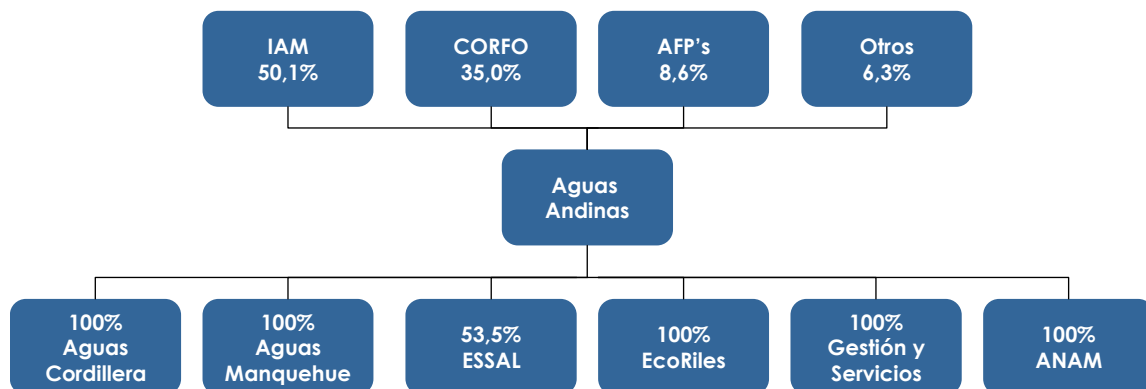 IAM
50,1%
CORFO
35,0%
AFP's
8,6%
Otros
6,3%
Aguas
Andinas
100%
Aguas
Cordillera
100%
Aguas
Manquehue
53,5%
ESSAL
100%
EcoRiles
100%
Gestión y
Servicios
100%
ANAM